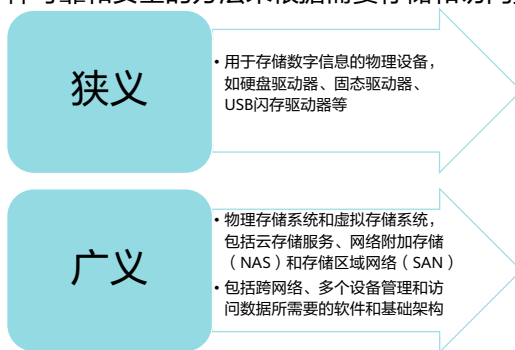 狭义
• 用于存储数字信息的物理设备，
如硬盘驱动器、固态驱动器、
USB闪存驱动器等
广义
• 物理存储系统和虚拟存储系统，
包括云存储服务、网络附加存储
（NAS）和存储区域网络（SAN）
• 包括跨网络、多个设备管理和访
问数据所需要的软件和基础架构